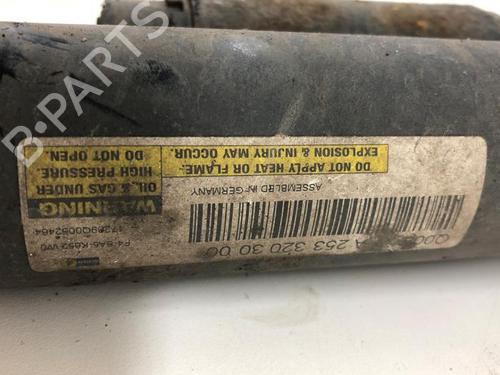 WARNING
OIL, & GAS UNDER
HIGH PRESSURE.
DO NOT OPEN.
DO NOT APPLY HEAT OR FLAME-
EXPLOSION & INJURY MAY OCCUR.
ASSEMBLED IN GERMANY
A 253 320 30 00
B-PARTS